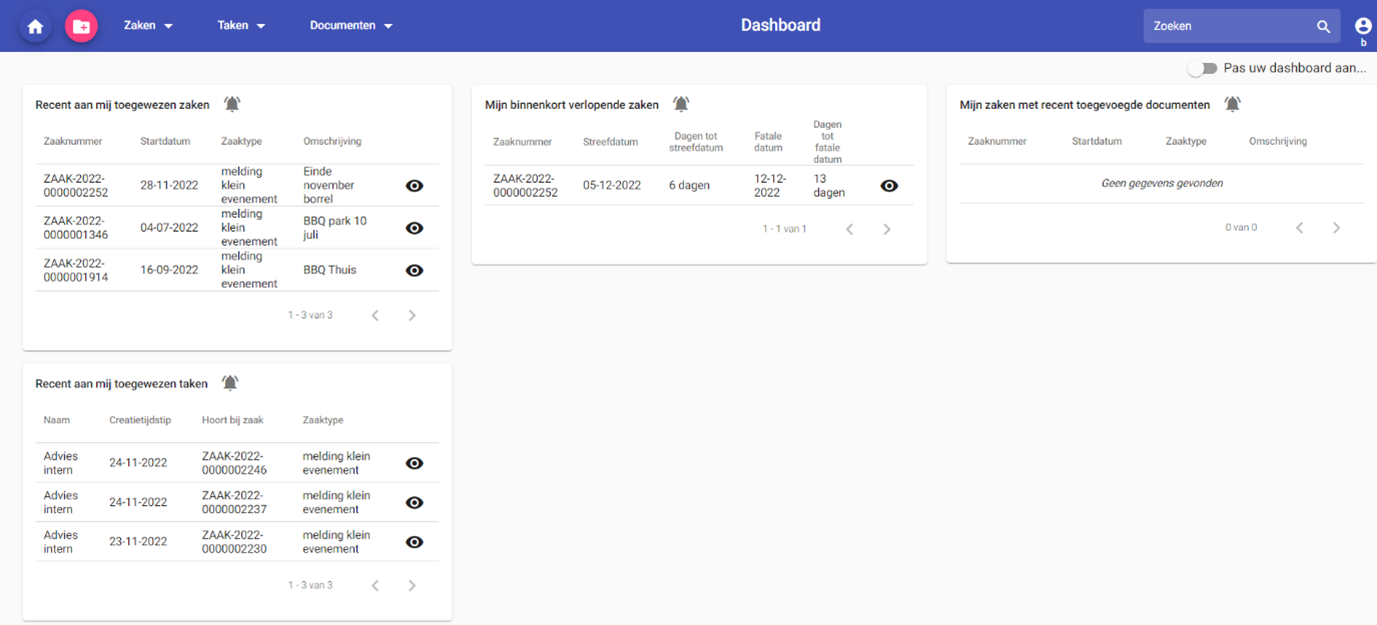 Zaken
Taken
Documenten
Dashboard
Zoeken
b
Pas uw dashboard aan...
Recent aan mij toegewezen zaken
Zaaknummer Startdatum Zaaktype Omschrijving
ZAAK-2022-
0000002252
28-11-2022
melding
klein
evenement
Einde
november
borrel
ZAAK-2022-
0000001346
04-07-2022
melding
klein
evenement
BBQ park 10
juli
ZAAK-2022-
0000001914
16-09-2022
melding
klein
evenement
BBQ Thuis
1 - 3 van 3
Mijn binnenkort verlopende zaken
Zaaknummer
Streefdatum
Dagen tot
streefdatum
Fatale
datum
Dagen
tot
fatale
datum
ZAAK-2022-
0000002252
05-12-2022
6 dagen
12-12-
2022
13
dagen
1 - 1 van 1
Mijn zaken met recent toegevoegde documenten
Zaaknummer Startdatum Zaaktype Omschrijving
Geen gegevens gevonden
0 van 0
Recent aan mij toegewezen taken
Naam Creatietijdstip Hoort bij zaak Zaaktype
Advies
intern
24-11-2022
ZAAK-2022-
0000002246
melding klein
evenement
Advies
intern
24-11-2022
ZAAK-2022-
0000002237
melding klein
evenement
Advies
intern
23-11-2022
ZAAK-2022-
0000002230
melding klein
evenement
1 - 3 van 3